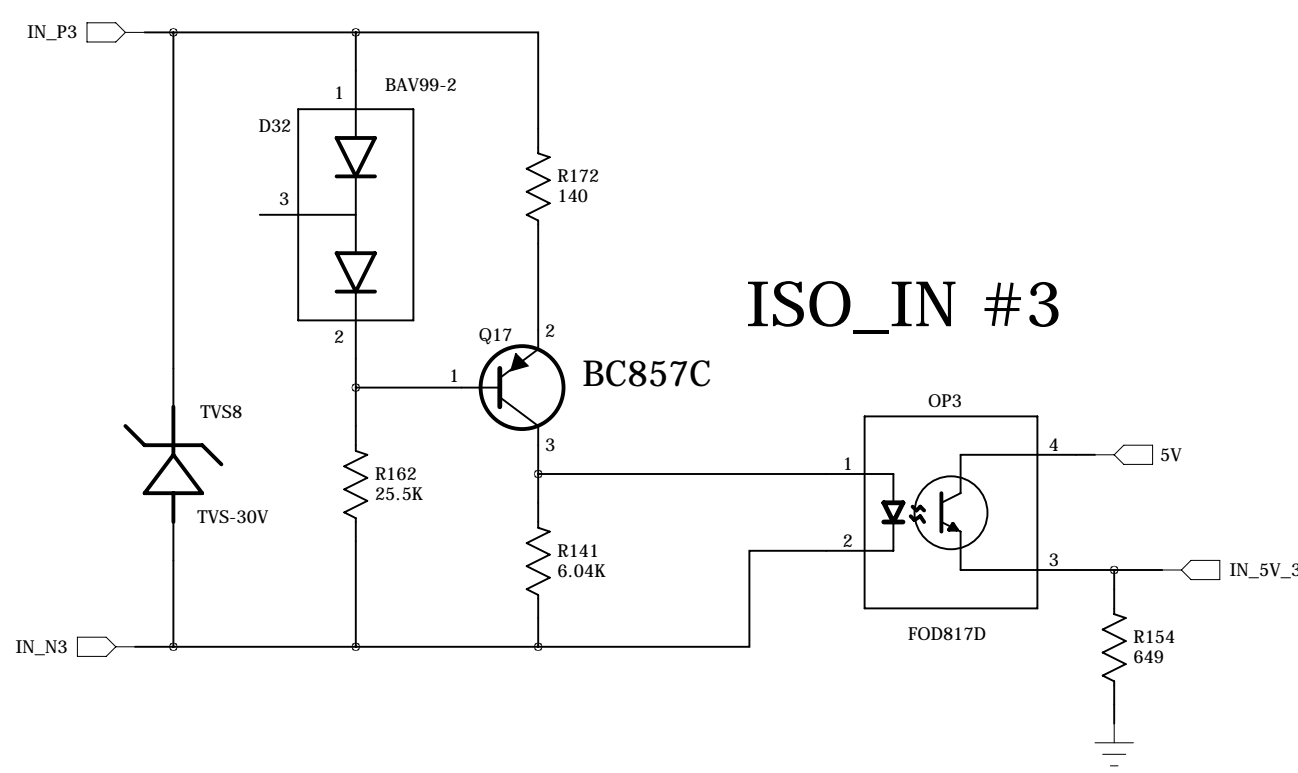 IN_P3
BAV99-2
1
D32
3
2
R172
140
ISO_IN #3
Q17
2
1
BC857C
3
TVS8
TVS-30V
R162
25.5K
R141
6.04K
IN_N3
OP3
1
4
5V
2
3
IN_5V_3
FOD817D
R154
649